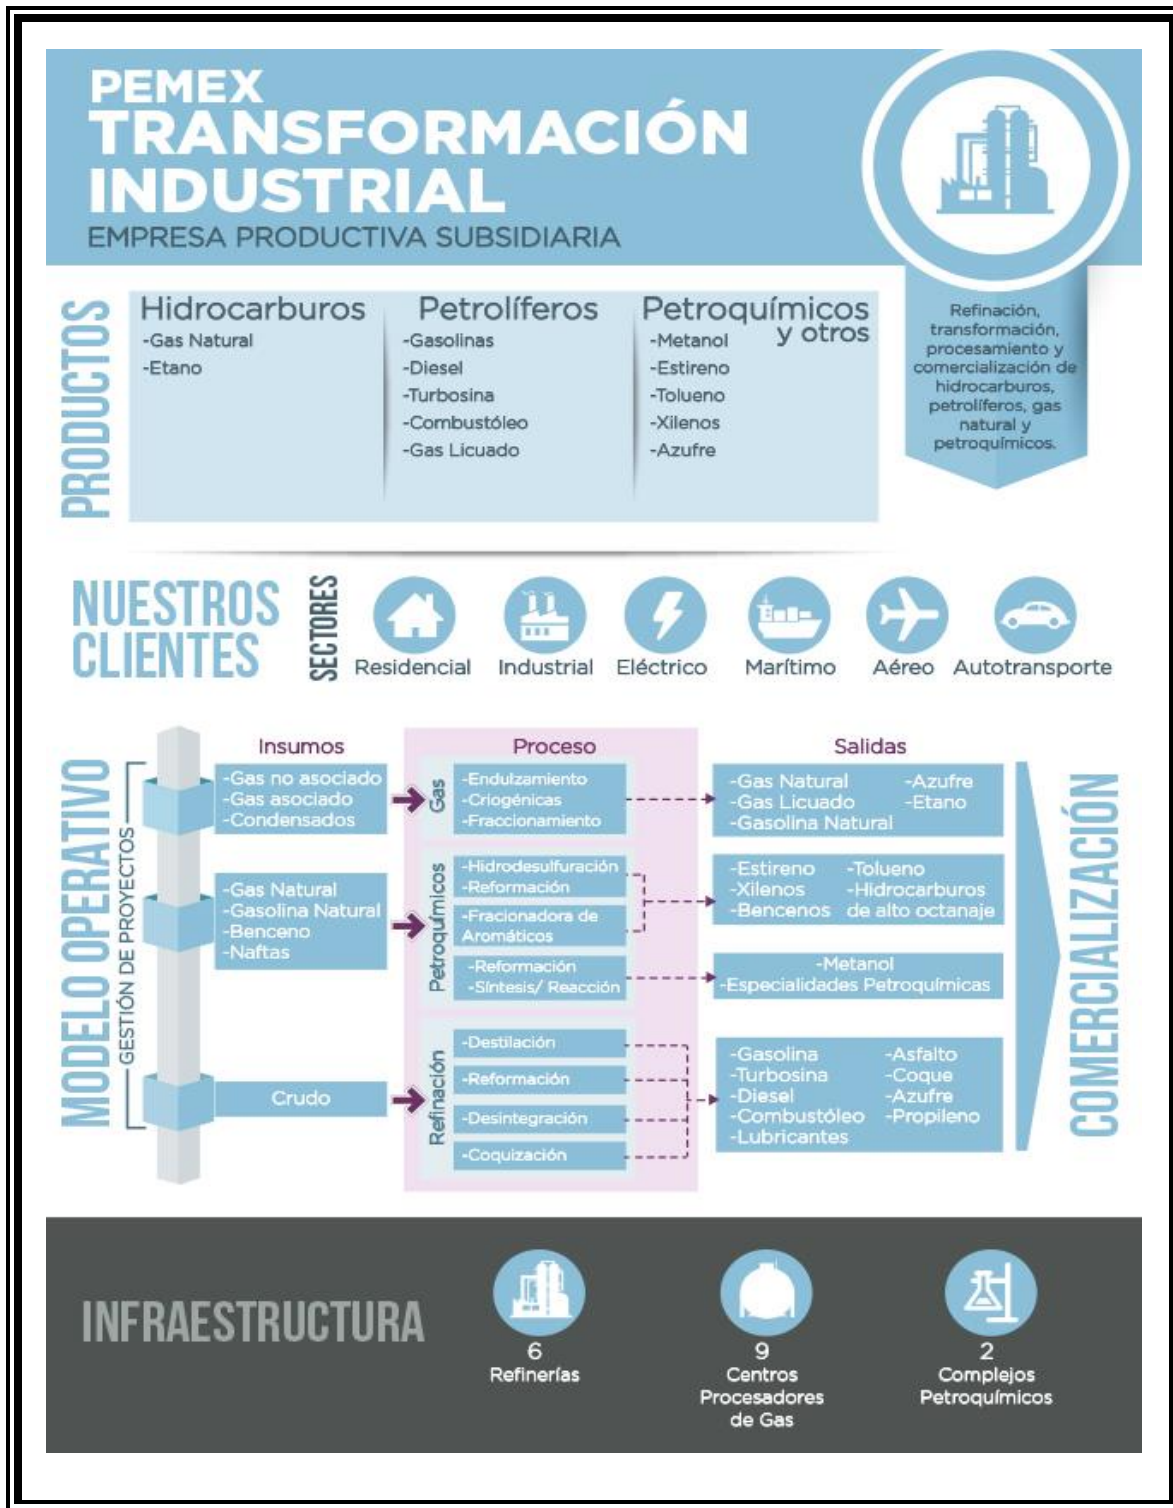 PEMEX
TRANSFORMACIÓN
INDUSTRIAL
EMPRESA PRODUCTIVA SUBSIDIARIA
Refinación,
transformación,
procesamiento y
comercialización de
hidrocarburos,
petrolíferos, gas
natural y
petroquímicos.
PRODUCTOS
Hidrocarburos
-Gas Natural
-Etano
Petrolíferos
-Gasolinas
-Diesel
-Turbosina
-Combustóleo
-Gas Licuado
Petroquímicos
y otros
-Metanol
-Estireno
-Tolueno
-Xilenos
-Azufre
NUESTROS
CLIENTES
SECTORES
Residencial
Industrial
Eléctrico
Marítimo
Aéreo
Autotransporte
MODELO OPERATIVO
GESTIÓN DE PROYECTOS
Insumos
Proceso
Salidas
-Gas no asociado
-Gas asociado
-Condensados
Gas
-Endulzamiento
-Criogénicas
-Fraccionamiento
-Gas Natural
-Gas Licuado
-Gasolina Natural
-Azufre
-Etano
-Gas Natural
-Gasolina Natural
-Benceno
-Naftas
Petroquímicos
-Hidrodesulfuración
-Reformación
-Fracionadora de
Aromáticos
-Reformación
-Síntesis/ Reacción
-Estireno
-Xilenos
-Bencenos
-Tolueno
-Hidrocarburos
de alto octanaje
-Metanol
-Especialidades Petroquímicas
Crudo
Refinación
-Destilación
-Reformación
-Desintegración
-Coquización
-Gasolina
-Turbosina
-Diesel
-Combustóleo
-Lubricantes
-Asfalto
-Coque
-Azufre
-Propileno
COMERCIALIZACIÓN
INFRAESTRUCTURA
6
Refinerías
9
Centros
Procesadores
de Gas
2
Complejos
Petroquímicos